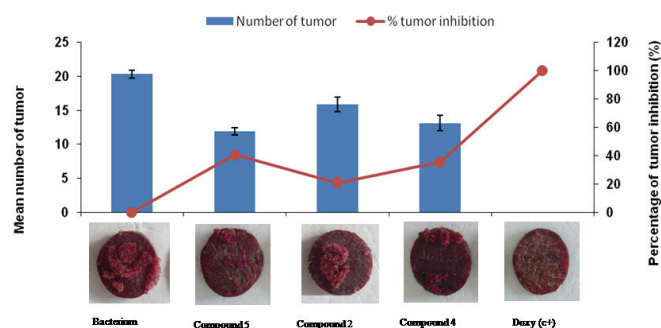 Number of tumor
% tumor inhibition
Mean number of tumor
25
20
15
10
5
0
120
100
80
60
40
20
0
Percentage of tumor inhibition (%)
Bacterium
Compound 5
Compound 2
Compound 4
Doxy (c+)